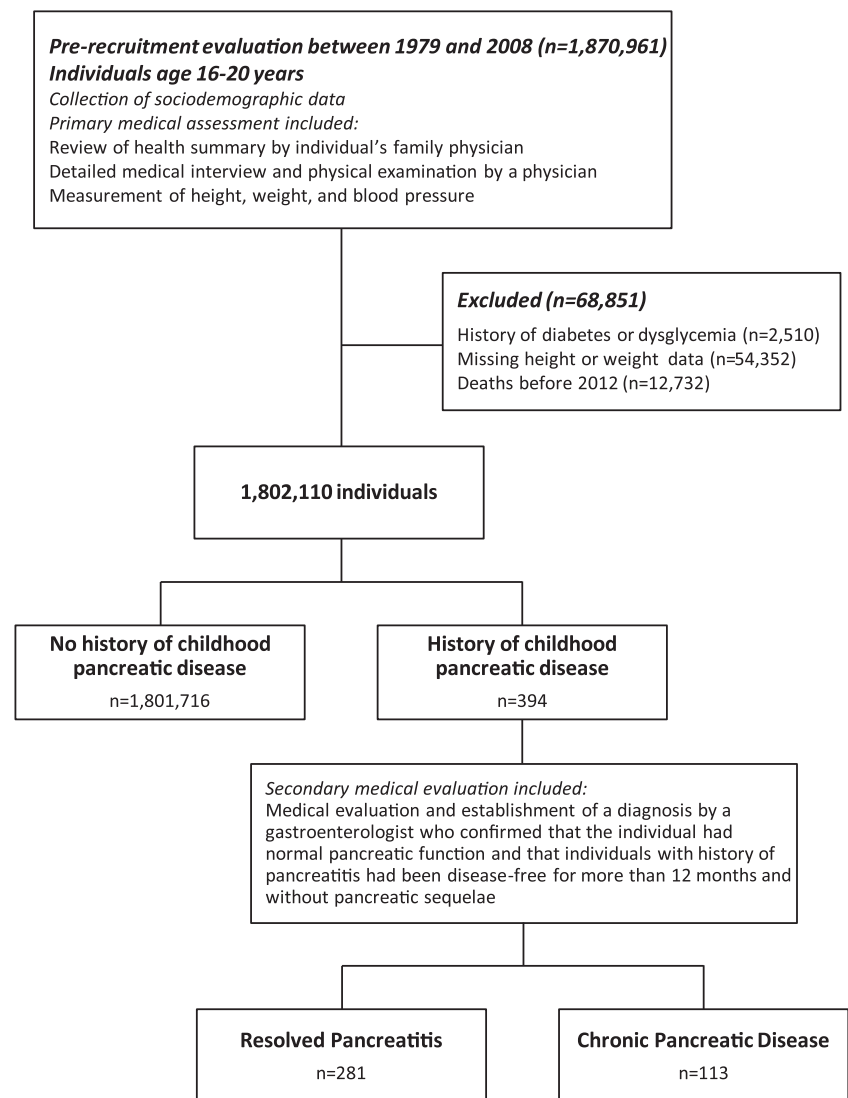 Pre-recruitment evaluation between 1979 and 2008 (n=1,870,961)
Individuals age 16-20 years
Collection of sociodemographic data
Primary medical assessment included:
Review of health summary by individual's family physician
Detailed medical interview and physical examination by a physician
Measurement of height, weight, and blood pressure
Excluded (n=68,851)
History of diabetes or dysglycemia (n=2,510)
Missing height or weight data (n=54,352)
Deaths before 2012 (n=12,732)
1,802,110 individuals
No history of childhood
pancreatic disease
n=1,801,716
History of childhood
pancreatic disease
n=394
Secondary medical evaluation included:
Medical evaluation and establishment of a diagnosis by a
gastroenterologist who confirmed that the individual had
normal pancreatic function and that individuals with history of
pancreatitis had been disease-free for more than 12 months and
without pancreatic sequelae
Resolved Pancreatitis
n=281
Chronic Pancreatic Disease
n=113